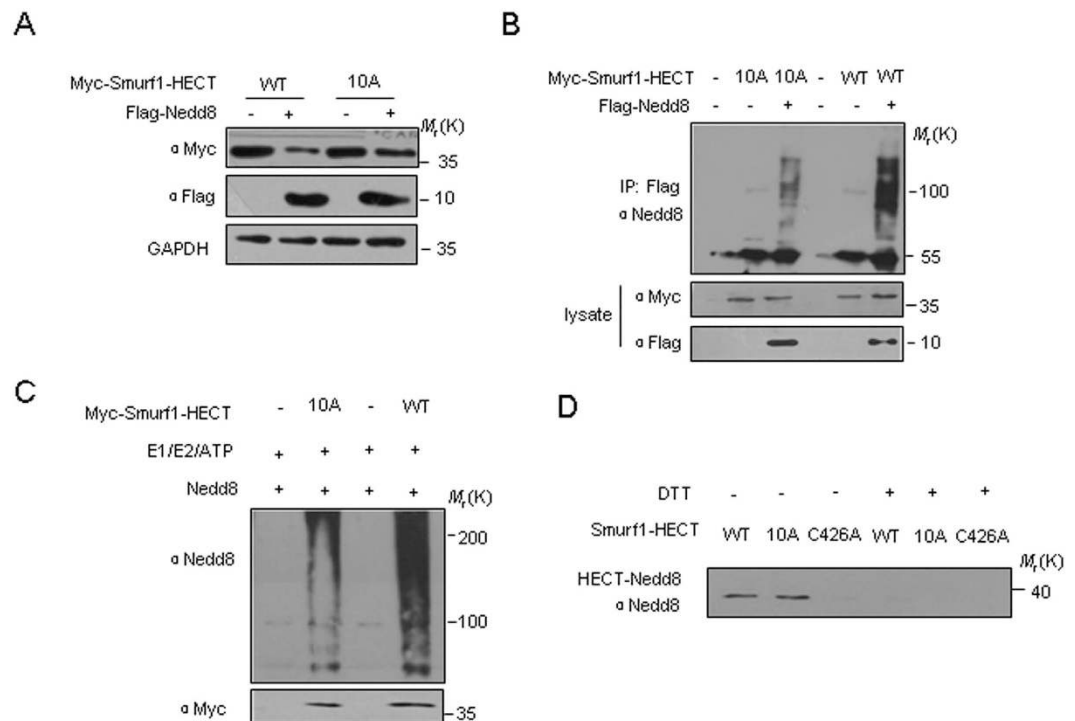 A
Myc-Smurf1-HECT WT 10A
Flag-Nedd8 - + - + Mr(K)
α Myc - 35
α Flag - 10
GAPDH - 35
B
Myc-Smurf1-HECT - 10A 10A - WT WT
Flag-Nedd8 - - + - - + Mr(K)
IP: Flag - 100
α Nedd8
- 55
lysate α Myc - 35
α Flag - 10
C
Myc-Smurf1-HECT - 10A - WT
E1/E2/ATP + + + +
Nedd8 + + + + Mr(K)
α Nedd8 - 200
- 100
α Myc - 35
D
DTT - - - + + +
Smurf1-HECT WT 10A C426A WT 10A C426A
Mr(K)
HECT-Nedd8 - 40
α Nedd8